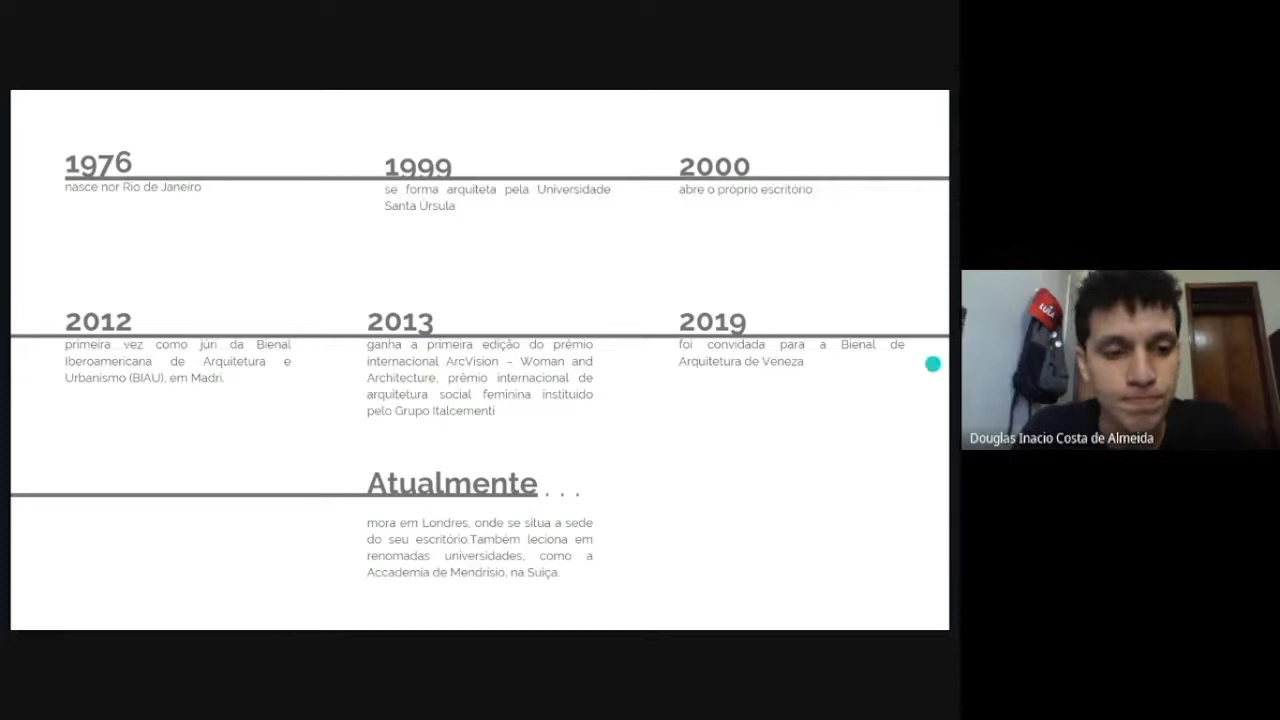 1976
nasce nor Rio de Janeiro
1999
se forma arquiteta pela Universidade
Santa Úrsula
2000
abre o próprio escritório
2012
primeira vez como júri da Bienal
Iberoamericana de Arquitetura e
Urbanismo (BIAU), em Madri.
2013
ganha a primeira edição do prêmio
internacional ArcVision – Woman and
Architecture, prêmio internacional de
arquitetura social feminina instituído
pelo Grupo Italcementi
2019
foi convidada para a Bienal de
Arquitetura de Veneza
Atualmente . . .
mora em Londres, onde se situa a sede
do seu escritório.Também leciona em
renomadas universidades, como a
Accademia de Mendrisio, na Suíça.
LULA
Douglas Inacio Costa de Almeida